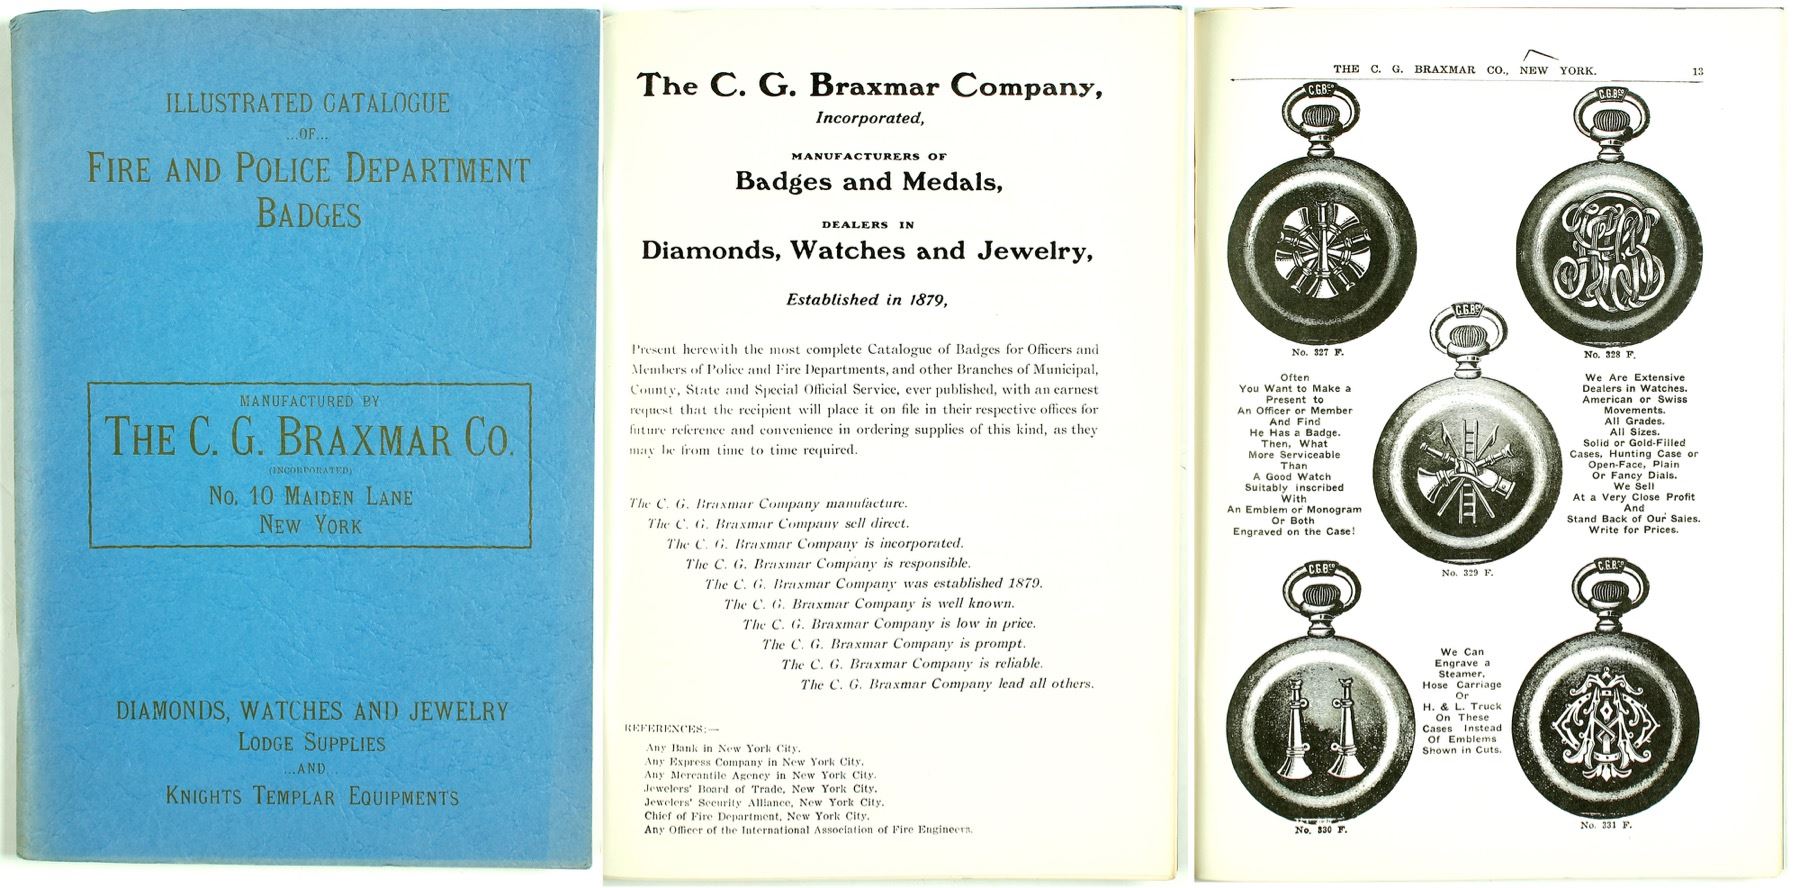 ILLUSTRATED CATALOGUE
...OF...
FIRE AND POLICE DEPARTMENT
BADGES
MANUFACTURED BY
THE C. G. BRAXMAR CO.
(INCORPORATED)
NO. 10 MAIDEN LANE
NEW YORK
DIAMONDS, WATCHES AND JEWELRY
LODGE SUPPLIES
...AND...
KNIGHTS TEMPLAR EQUIPMENTS
The C. G. Braxmar Company,
Incorporated,
MANUFACTURERS OF
Badges and Medals,
DEALERS IN
Diamonds, Watches and Jewelry,
Established in 1879,
Present herewith the most complete Catalogue of Badges for Officers and
Members of Police and Fire Departments, and other Branches of Municipal,
County, State and Special Official Service, ever published, with an earnest
request that the recipient will place it on file in their respective offices for
future reference and convenience in ordering supplies of this kind, as they
may be from time to time required.
The C. G. Braxmar Company manufacture.
The C. G. Braxmar Company sell direct.
The C. G. Braxmar Company is incorporated.
The C. G. Braxmar Company is responsible.
The C. G. Braxmar Company was established 1879.
The C. G. Braxmar Company is well known.
The C. G. Braxmar Company is low in price.
The C. G. Braxmar Company is prompt.
The C. G. Braxmar Company is reliable.
The C. G. Braxmar Company lead all others.
REFERENCES:—
Any Bank in New York City.
Any Express Company in New York City.
Any Mercantile Agency in New York City.
Jewelers' Board of Trade, New York City.
Jewelers' Security Alliance, New York City.
Chief of Fire Department, New York City.
Any Officer of the International Association of Fire Engineers.
THE C. G. BRAXMAR CO., NEW YORK. 13
C.G.B.Co
C.G.B.Co
No. 327 F.
No. 328 F.
C.G.B.Co
Often
You Want to Make a
Present to
An Officer or Member
And Find
He Has a Badge.
Then, What
More Serviceable
Than
A Good Watch
Suitably inscribed
With
An Emblem or Monogram
Or Both
Engraved on the Case!
We Are Extensive
Dealers in Watches.
American or Swiss
Movements.
All Grades.
All Sizes.
Solid or Gold-Filled
Cases, Hunting Case or
Open-Face, Plain
Or Fancy Dials.
We Sell
At a Very Close Profit
And
Stand Back of Our Sales.
Write for Prices.
No. 329 F.
C.G.B.Co
C.G.B.Co
We Can
Engrave a
Steamer,
Hose Carriage
Or
H. & L. Truck
On These
Cases Instead
Of Emblems
Shown in Cuts.
No. 330 F.
No. 331 F.